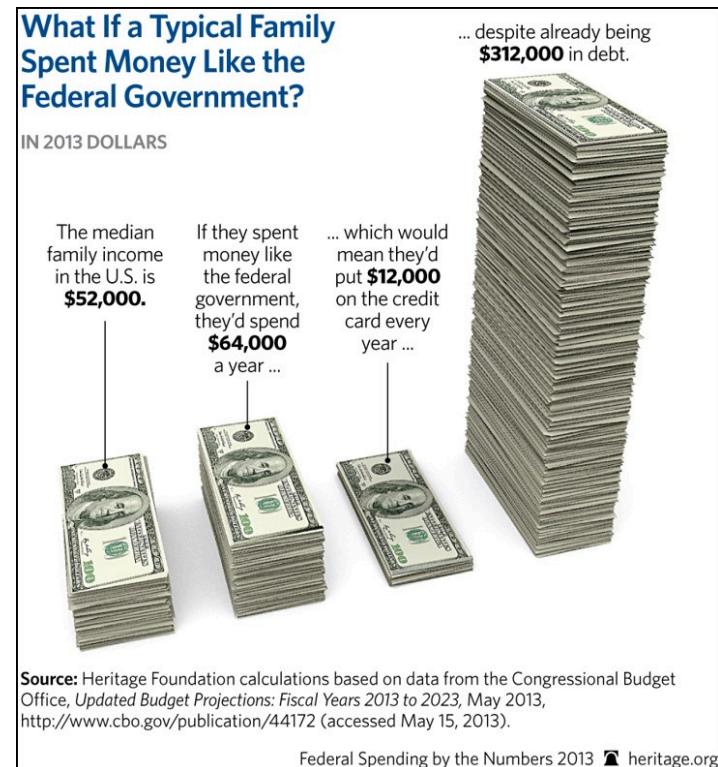 What If a Typical Family
Spent Money Like the
Federal Government?
IN 2013 DOLLARS
The median
family income
in the U.S. is
$52,000.
If they spent
money like
the federal
government,
they'd spend
$64,000
a year ...
... which would
mean they'd
put $12,000
on the credit
card every
year ...
... despite already being
$312,000 in debt.
100
100
100
100
Source: Heritage Foundation calculations based on data from the Congressional Budget
Office, Updated Budget Projections: Fiscal Years 2013 to 2023, May 2013,
http://www.cbo.gov/publication/44172 (accessed May 15, 2013).
Federal Spending by the Numbers 2013 heritage.org